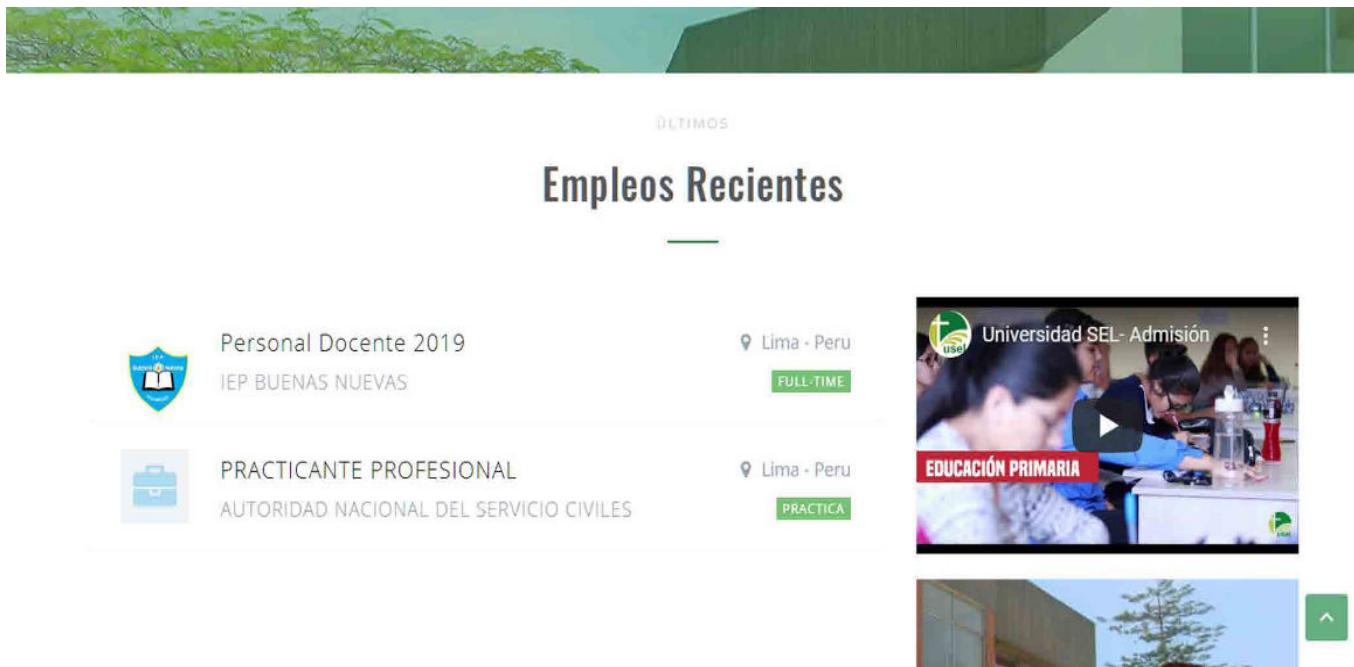 ÚLTIMOS
Empleos Recientes
Personal Docente 2019
Lima - Peru
IEP BUENAS NUEVAS
FULL-TIME
PRACTICANTE PROFESIONAL
Lima - Peru
AUTORIDAD NACIONAL DEL SERVICIO CIVILES
PRACTICA
usel
Universidad SEL- Admisión
EDUCACIÓN PRIMARIA
usel